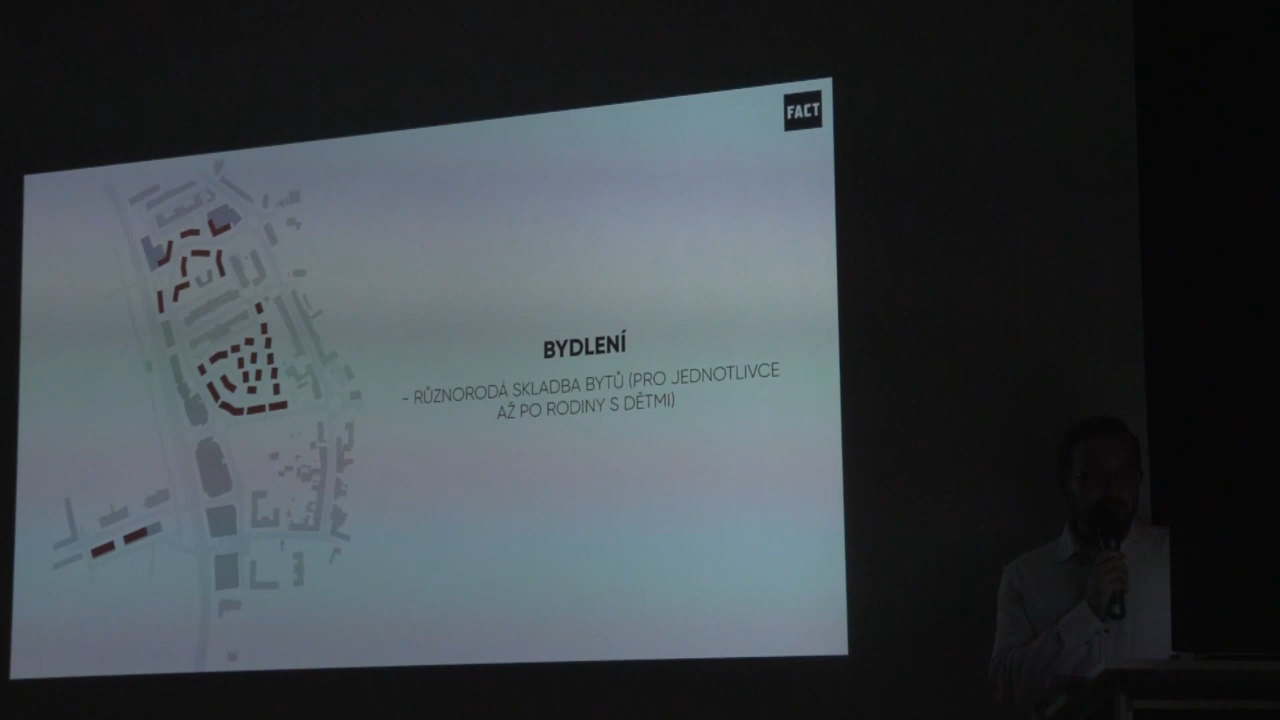 FACT
BYDLENÍ
- RŮZNORODÁ SKLADBA BYTŮ (PRO JEDNOTLIVCE
AŽ PO RODINY S DĚTMI)